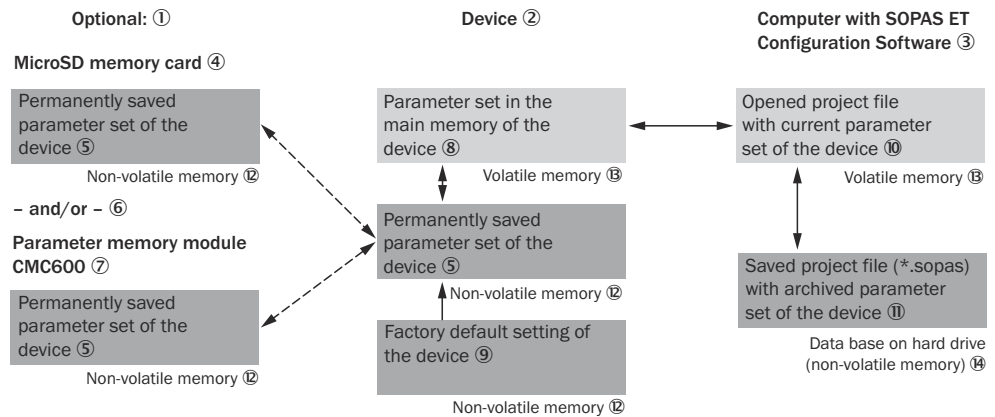 Optional: ①
MicroSD memory card ④
Permanently saved
parameter set of the
device ⑤
Non-volatile memory ⑫
– and/or – ⑥
Parameter memory module
CMC600 ⑦
Permanently saved
parameter set of the
device ⑤
Non-volatile memory ⑫
Device ②
Parameter set in the
main memory of the
device ⑧
Volatile memory ⑬
Permanently saved
parameter set of the
device ⑤
Non-volatile memory ⑫
Factory default setting of
the device ⑨
Non-volatile memory ⑫
Computer with SOPAS ET
Configuration Software ③
Opened project file
with current parameter
set of the device ⑩
Volatile memory ⑬
Saved project file (*.sopas)
with archived parameter
set of the device ⑪
Data base on hard drive
(non-volatile memory) ⑭